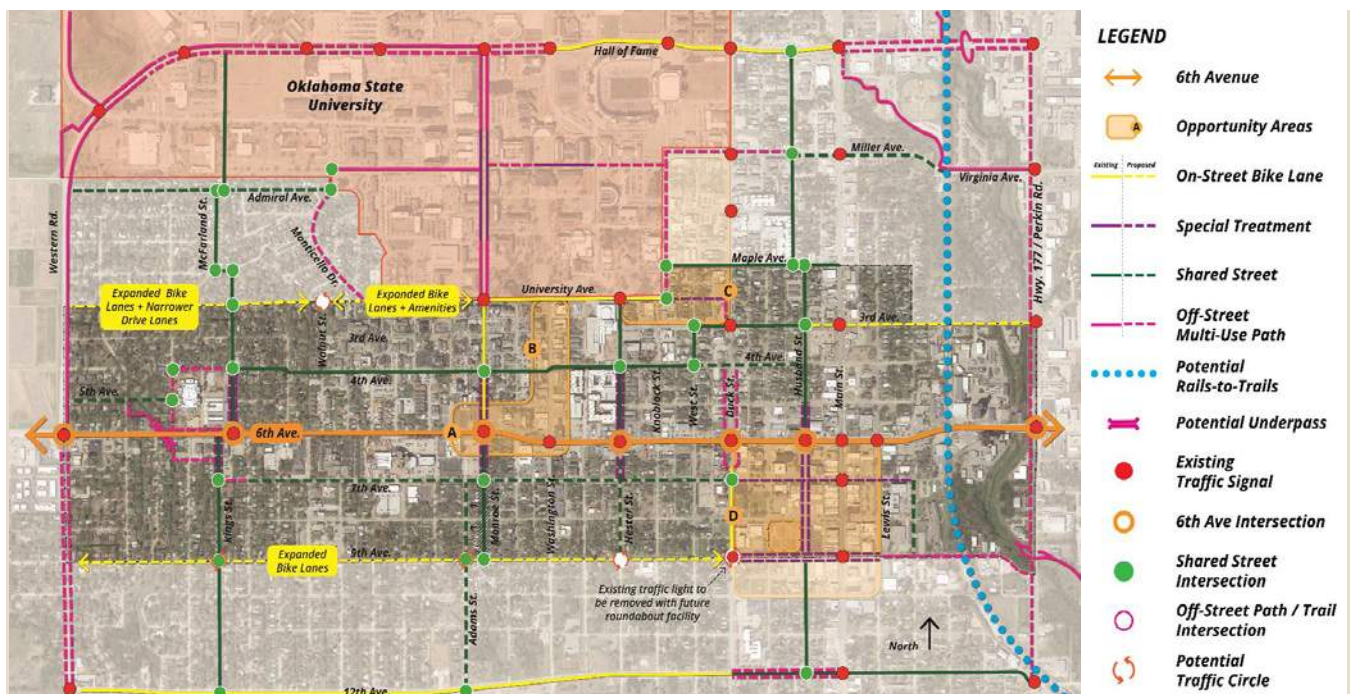 Hall of Fame
Oklahoma State
University
Miller Ave.
Virginia Ave.
Admiral Ave.
McFarland St.
Monticello Dr.
Western Rd.
Hwy. 177 / Perkin Rd.
Maple Ave.
C
Expanded Bike
Lanes + Narrower
Drive Lanes
Expanded Bike
Lanes + Amenities
University Ave.
Walnut St.
3rd Ave.
3rd Ave.
B
4th Ave.
4th Ave.
5th Ave.
Knoblock St.
West St.
Duck St.
Husband St.
Main St.
6th Ave.
A
7th Ave.
Kings St.
Monroe St.
Washington St.
Hester St.
D
Lewis St.
9th Ave.
Expanded
Bike Lanes
Adams St.
Existing traffic light to
be removed with future
roundabout facility
North
12th Ave.
LEGEND
6th Avenue
A
Opportunity Areas
Existing
Proposed
On-Street Bike Lane
Special Treatment
Shared Street
Off-Street
Multi-Use Path
Potential
Rails-to-Trails
Potential Underpass
Existing
Traffic Signal
6th Ave Intersection
Shared Street
Intersection
Off-Street Path / Trail
Intersection
Potential
Traffic Circle